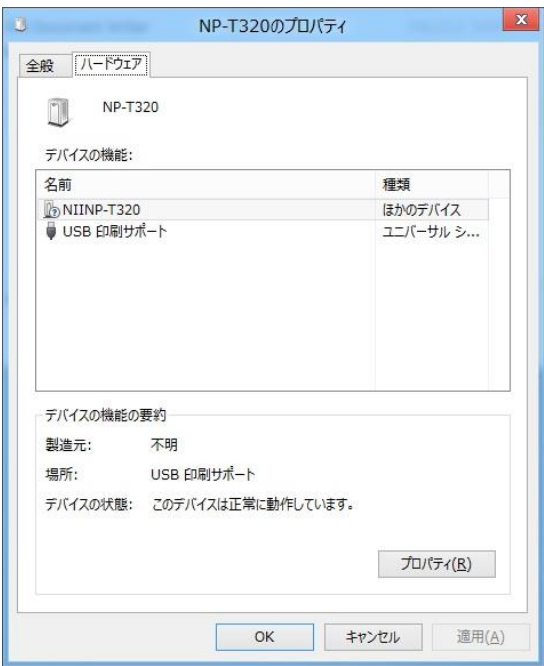 NP-T320のプロパティ
x
全般 ハードウェア
NP-T320
デバイスの機能:
名前 種類
NIINP-T320 ほかのデバイス
USB 印刷サポート ユニバーサル シ...
デバイスの機能の要約
製造元: 不明
場所: USB 印刷サポート
デバイスの状態: このデバイスは正常に動作しています。
プロパティ(R)
OK キャンセル 適用(A)